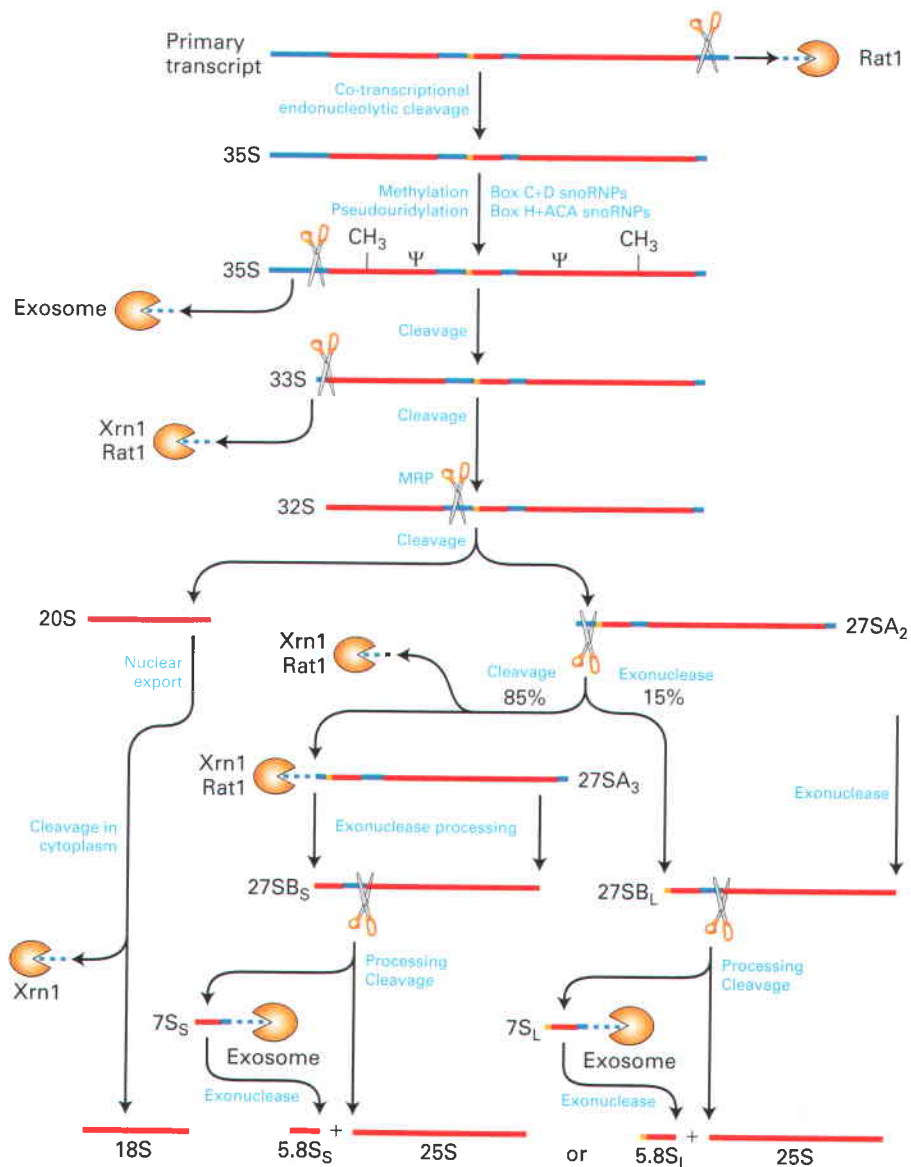 Primary
transcript
Rat1
Co-transcriptional
endonucleolytic cleavage
35S
Methylation
Box C+D snoRNPs
Pseudouridylation
Box H+ACA snoRNPs
CH3
Ψ
Ψ
CH3
35S
Exosome
Cleavage
33S
Xrn1
Rat1
Cleavage
MRP
32S
Cleavage
20S
27SA2
Xrn1
Rat1
Nuclear
export
Cleavage
85%
Exonuclease
15%
Xrn1
Rat1
27SA3
Exonuclease
Exonuclease processing
Cleavage in
cytoplasm
27SBS
27SBL
Xrn1
Processing
Cleavage
Processing
Cleavage
7SS
Exosome
7SL
Exosome
Exonuclease
Exonuclease
18S
5.8SS
+
25S
or
5.8SL
+
25S